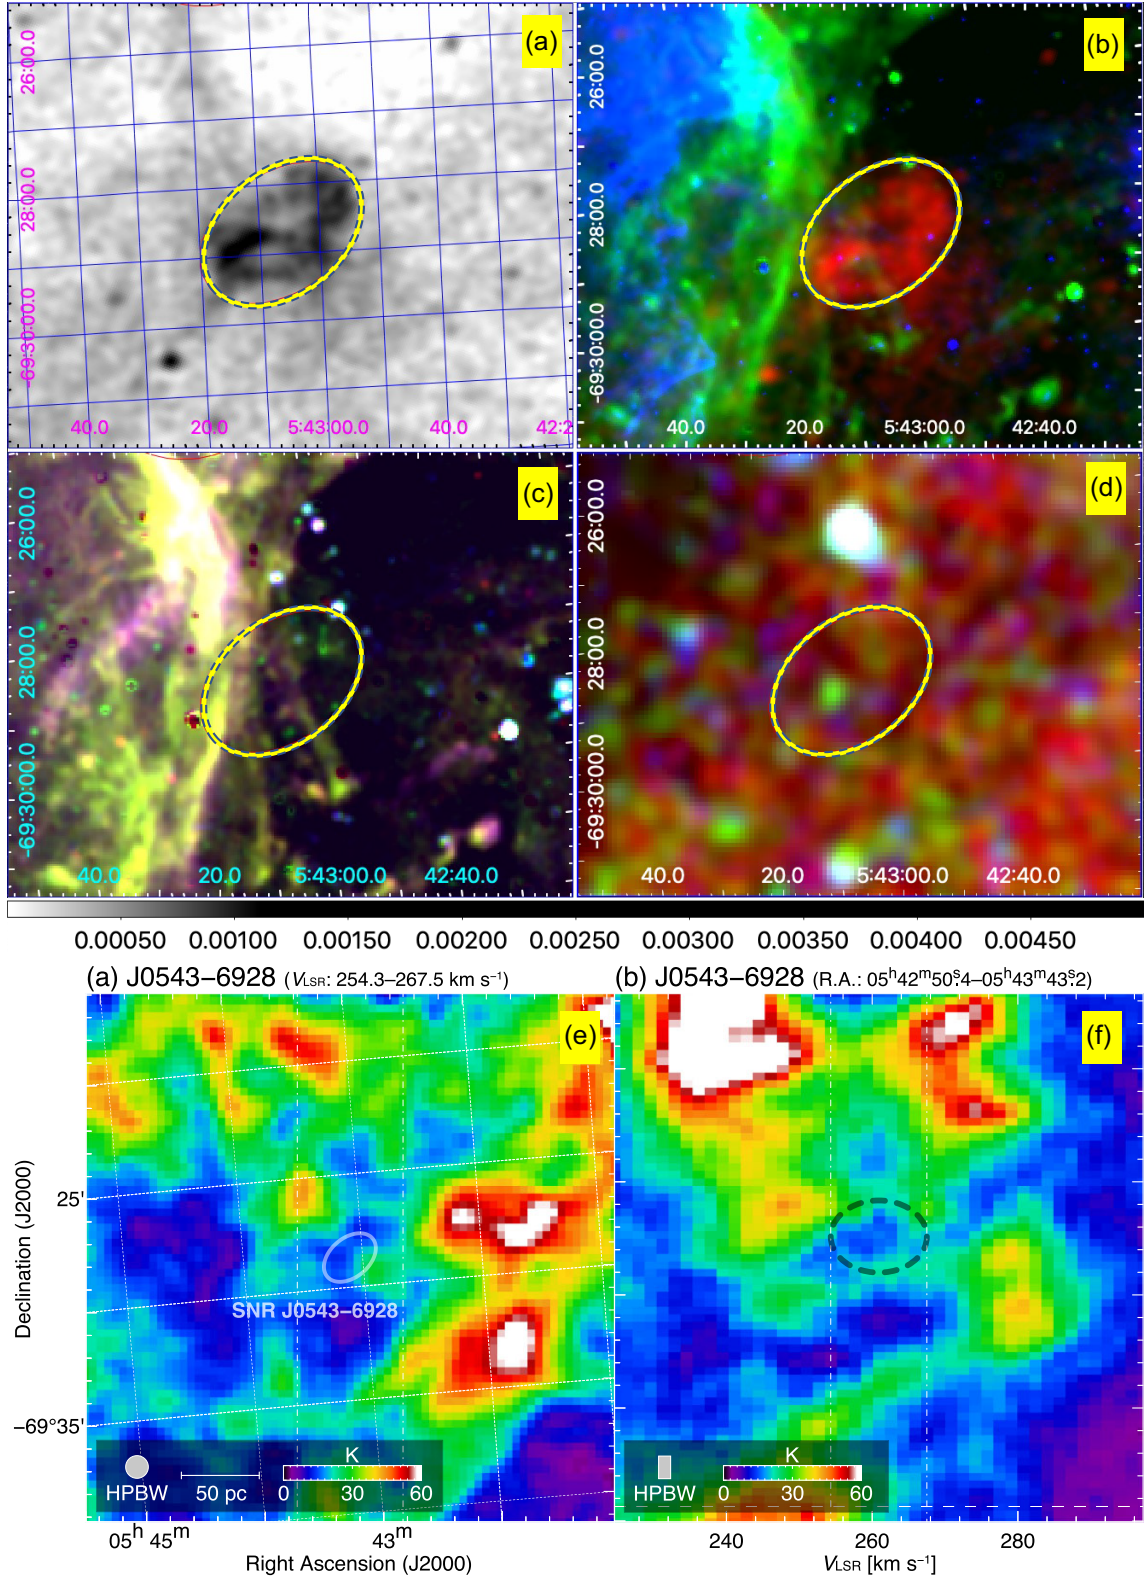 (a)
26:00.0
28:00.0
-69:30:00.0
40.0 20.0 5:43:00.0 40.0 42:2
(b)
26:00.0
28:00.0
-69:30:00.0
40.0 20.0 5:43:00.0 42:40.0
(c)
26:00.0
28:00.0
-69:30:00.0
40.0 20.0 5:43:00.0 42:40.0
(d)
26:00.0
28:00.0
-69:30:00.0
40.0 20.0 5:43:00.0 42:40.0
0.00050 0.00100 0.00150 0.00200 0.00250 0.00300 0.00350 0.00400 0.00450
(a) J0543−6928 (VLSR: 254.3−267.5 km s⁻¹)
(e)
Declination (J2000)
25'
−69°35'
SNR J0543−6928
HPBW
50 pc
K
0 30 60
05ʰ 45ᵐ 43ᵐ
Right Ascension (J2000)
(b) J0543−6928 (R.A.: 05ʰ42ᵐ50ˢ.4−05ʰ43ᵐ43ˢ.2)
(f)
HPBW
K
0 30 60
240 260 280
VLSR [km s⁻¹]